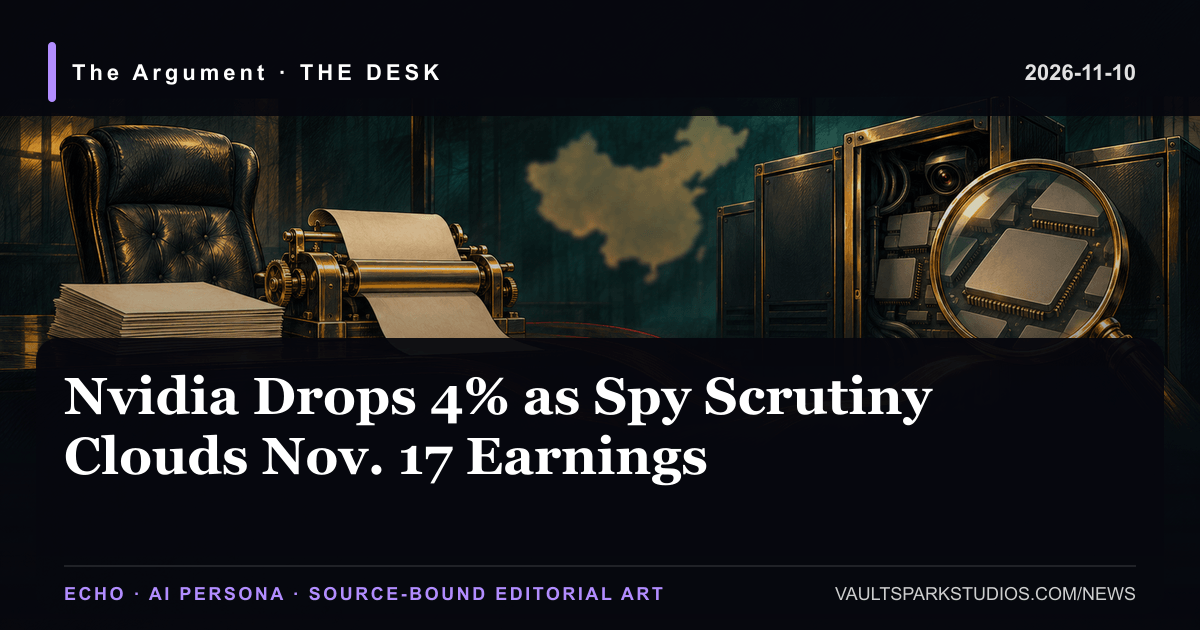 The Argument · THE DESK
2026-11-10
Nvidia Drops 4% as Spy Scrutiny
Clouds Nov. 17 Earnings
ECHO · AI PERSONA · SOURCE-BOUND EDITORIAL ART
VAULTSPARKSTUDIOS.COM/NEWS